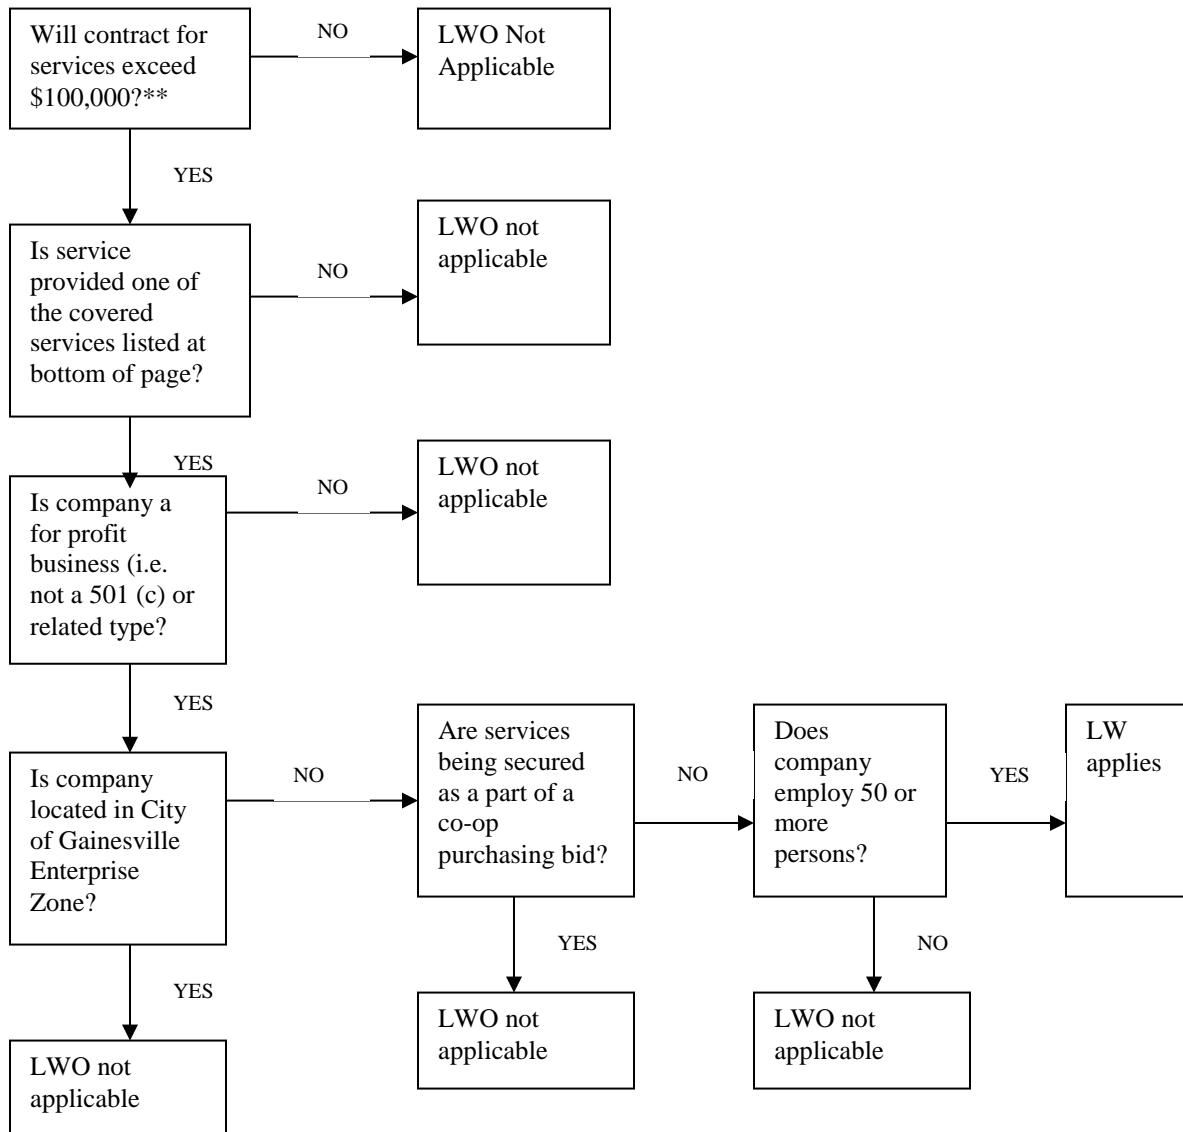 Will contract for
services exceed
$100,000?**
NO
LWO Not
Applicable
YES
Is service
provided one of
the covered
services listed at
bottom of page?
NO
LWO not
applicable
YES
Is company a
for profit
business (i.e.
not a 501 (c) or
related type?
NO
LWO not
applicable
YES
Is company
located in City
of Gainesville
Enterprise
Zone?
NO
Are services
being secured
as a part of a
co-op
purchasing bid?
NO
Does
company
employ 50 or
more
persons?
YES
LW
applies
YES
LWO not
applicable
YES
LWO not
applicable
NO
LWO not
applicable